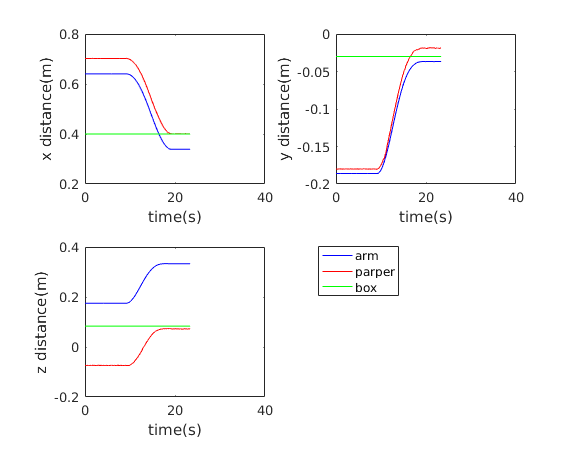 0.8
0.6
0.4
0.2
x distance(m)
0
20
40
time(s)
0
-0.05
-0.1
-0.15
-0.2
y distance(m)
0
20
40
time(s)
0.4
0.2
0
-0.2
z distance(m)
0
20
40
time(s)
arm
parper
box